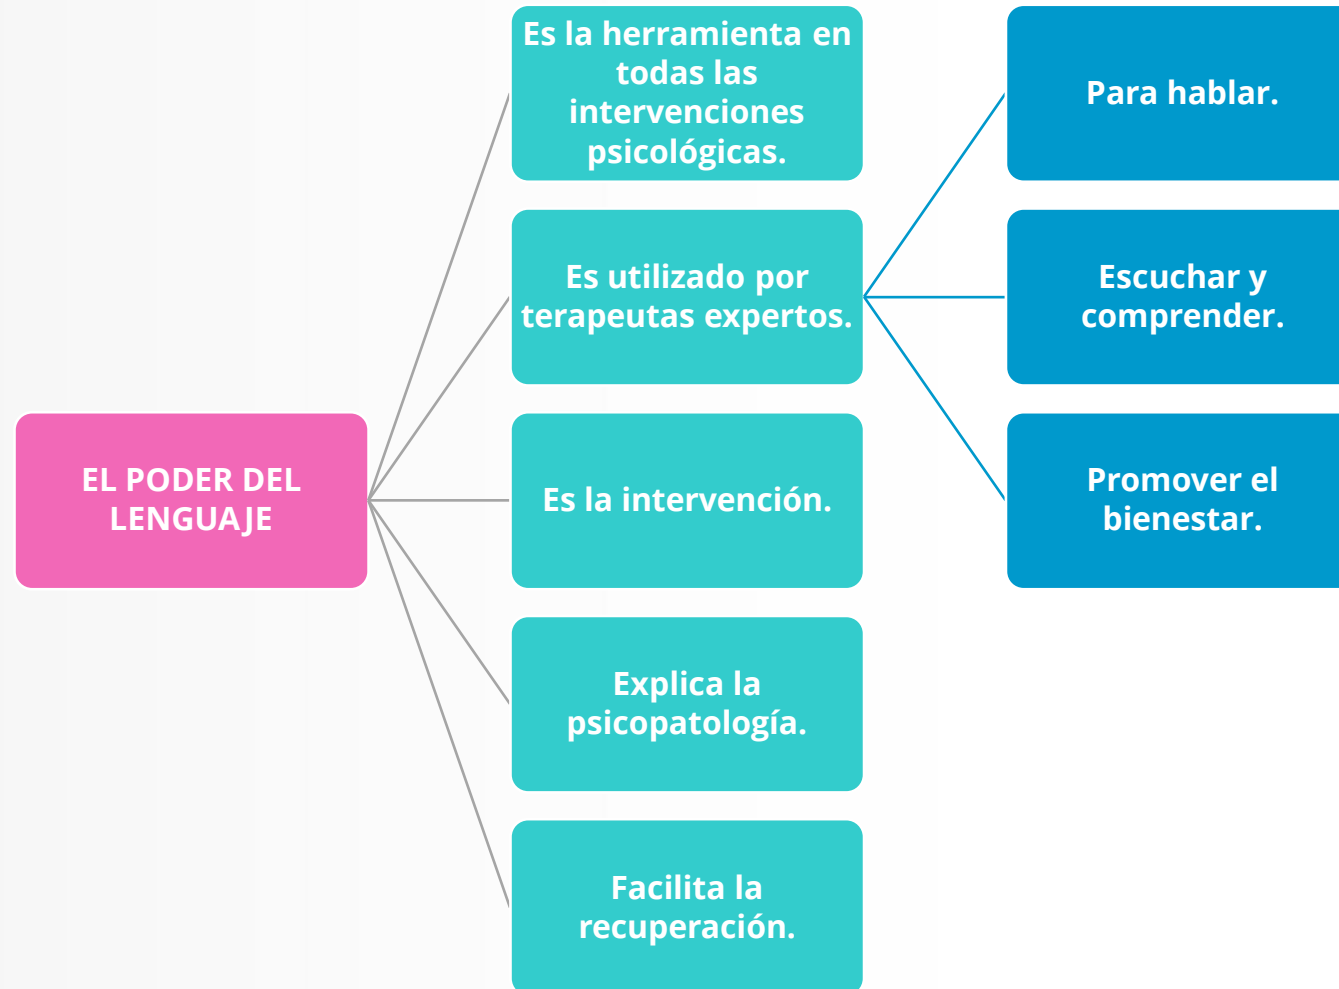 Es la herramienta en
todas las
intervenciones
psicológicas.
Para hablar.
Es utilizado por
terapeutas expertos.
Escuchar y
comprender.
EL PODER DEL
LENGUAJE
Es la intervención.
Promover el
bienestar.
Explica la
psicopatología.
Facilita la
recuperación.